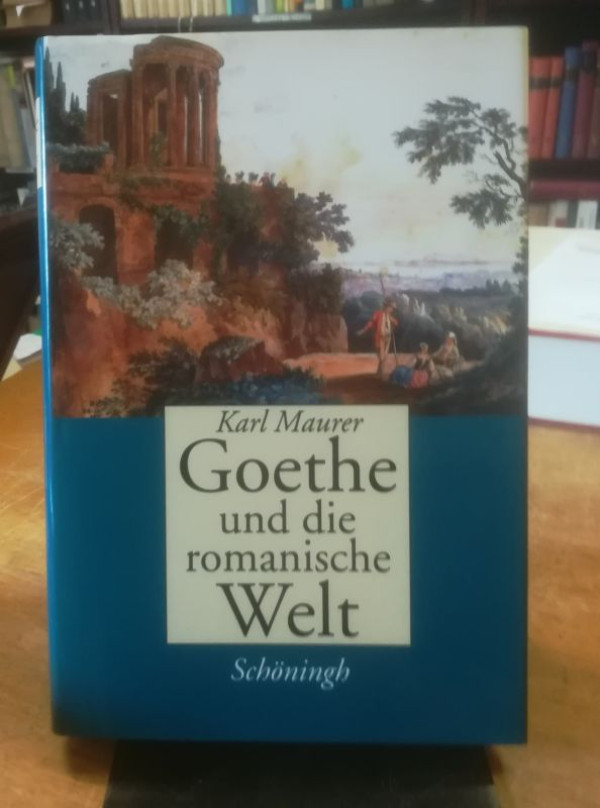 Karl Maurer
Goethe
und die
romanische
Welt
Schöningh